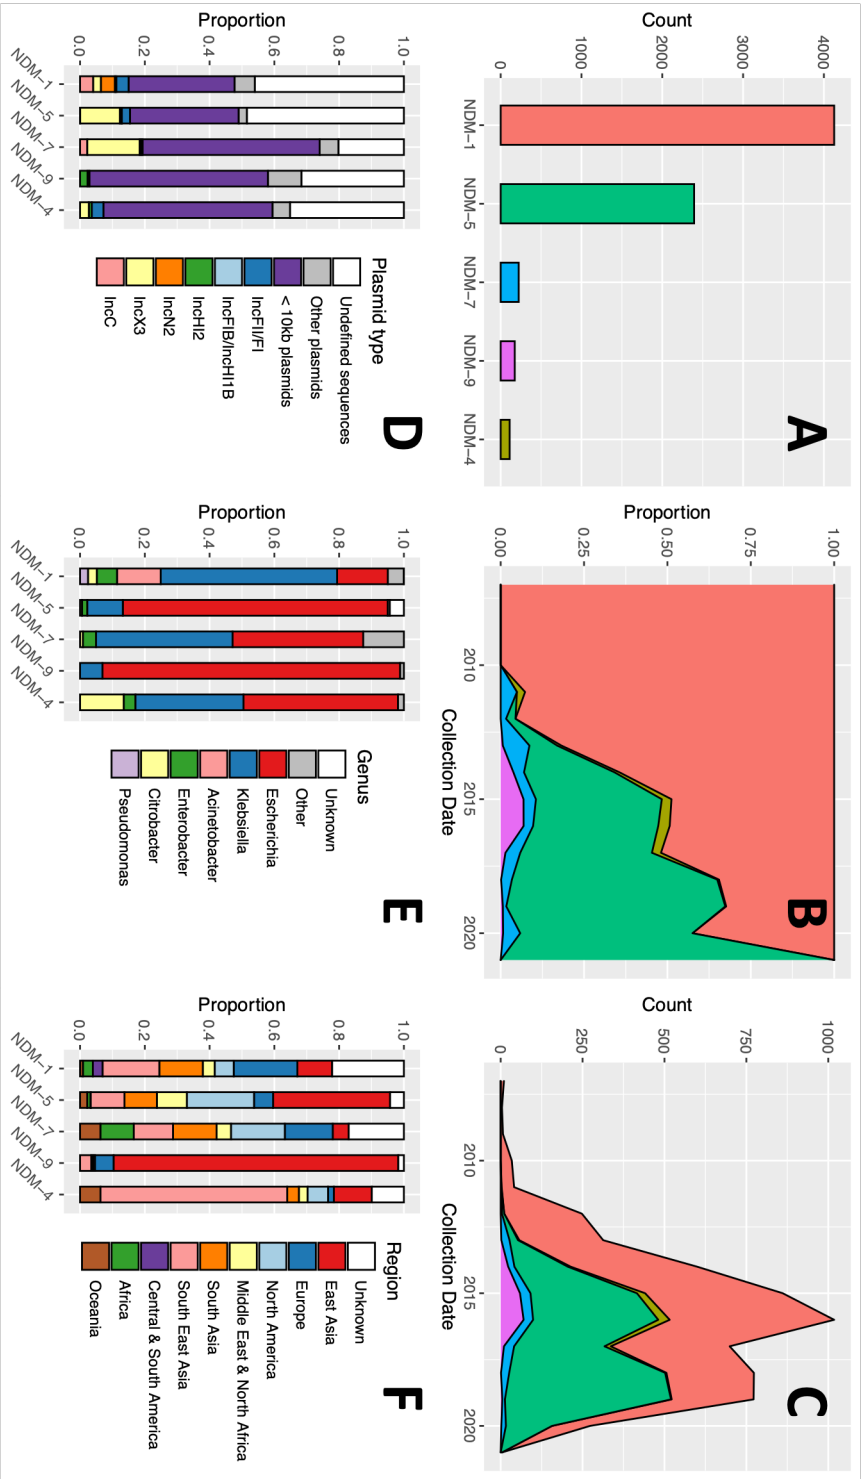 A
Count
4000
3000
2000
1000
0
NDM−1
NDM−5
NDM−7
NDM−9
NDM−4
B
Proportion
1.00
0.75
0.50
0.25
0.00
2010
2015
2020
Collection Date
C
Count
1000
750
500
250
0
2010
2015
2020
Collection Date
D
Proportion
1.0
0.8
0.6
0.4
0.2
0.0
NDM−1
NDM−5
NDM−7
NDM−9
NDM−4
Plasmid type
Undefined sequences
Other plasmids
< 10kb plasmids
IncFII/FI
IncFIB/IncHI1B
IncHI2
IncN2
IncX3
IncC
E
Proportion
1.0
0.8
0.6
0.4
0.2
0.0
NDM−1
NDM−5
NDM−7
NDM−9
NDM−4
Genus
Unknown
Other
Escherichia
Klebsiella
Acinetobacter
Enterobacter
Citrobacter
Pseudomonas
F
Proportion
1.0
0.8
0.6
0.4
0.2
0.0
NDM−1
NDM−5
NDM−7
NDM−9
NDM−4
Region
Unknown
East Asia
Europe
North America
Middle East & North Africa
South Asia
South East Asia
Central & South America
Africa
Oceania